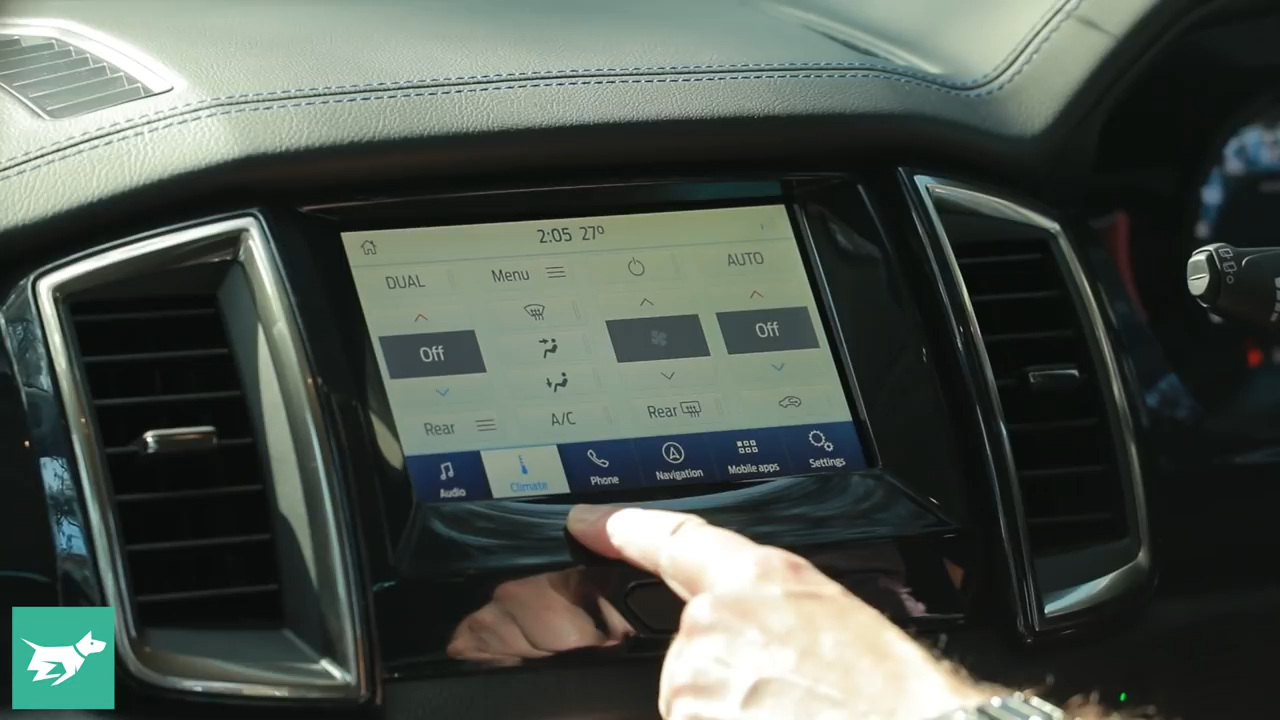 2:05 27°
DUAL
Menu
AUTO
Off
Off
Rear
A/C
Rear
Audio
Climate
Phone
Navigation
Mobile apps
Settings